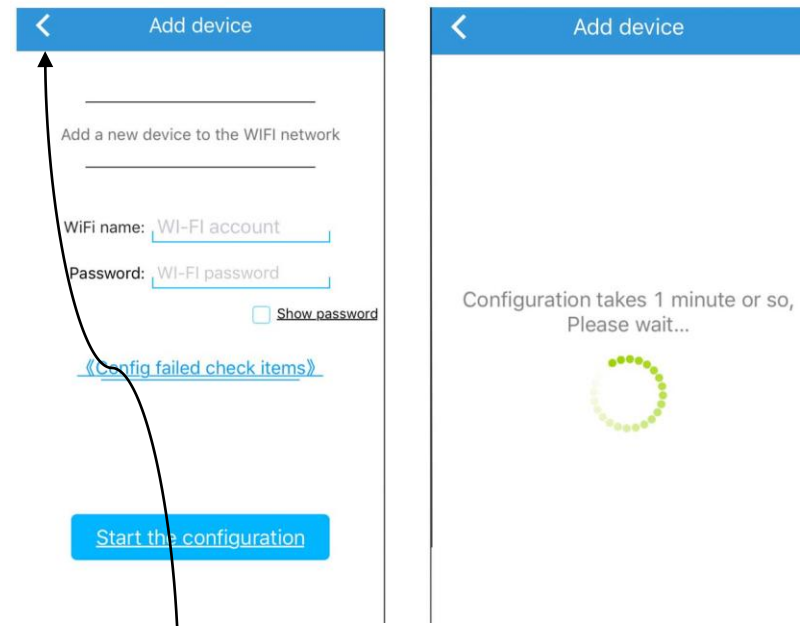 Add device
Add a new device to the WIFI network
WiFi name: WI-FI account
Password: WI-FI password
Show password
《Config failed check items》
Start the configuration
Add device
Configuration takes 1 minute or so,
Please wait...